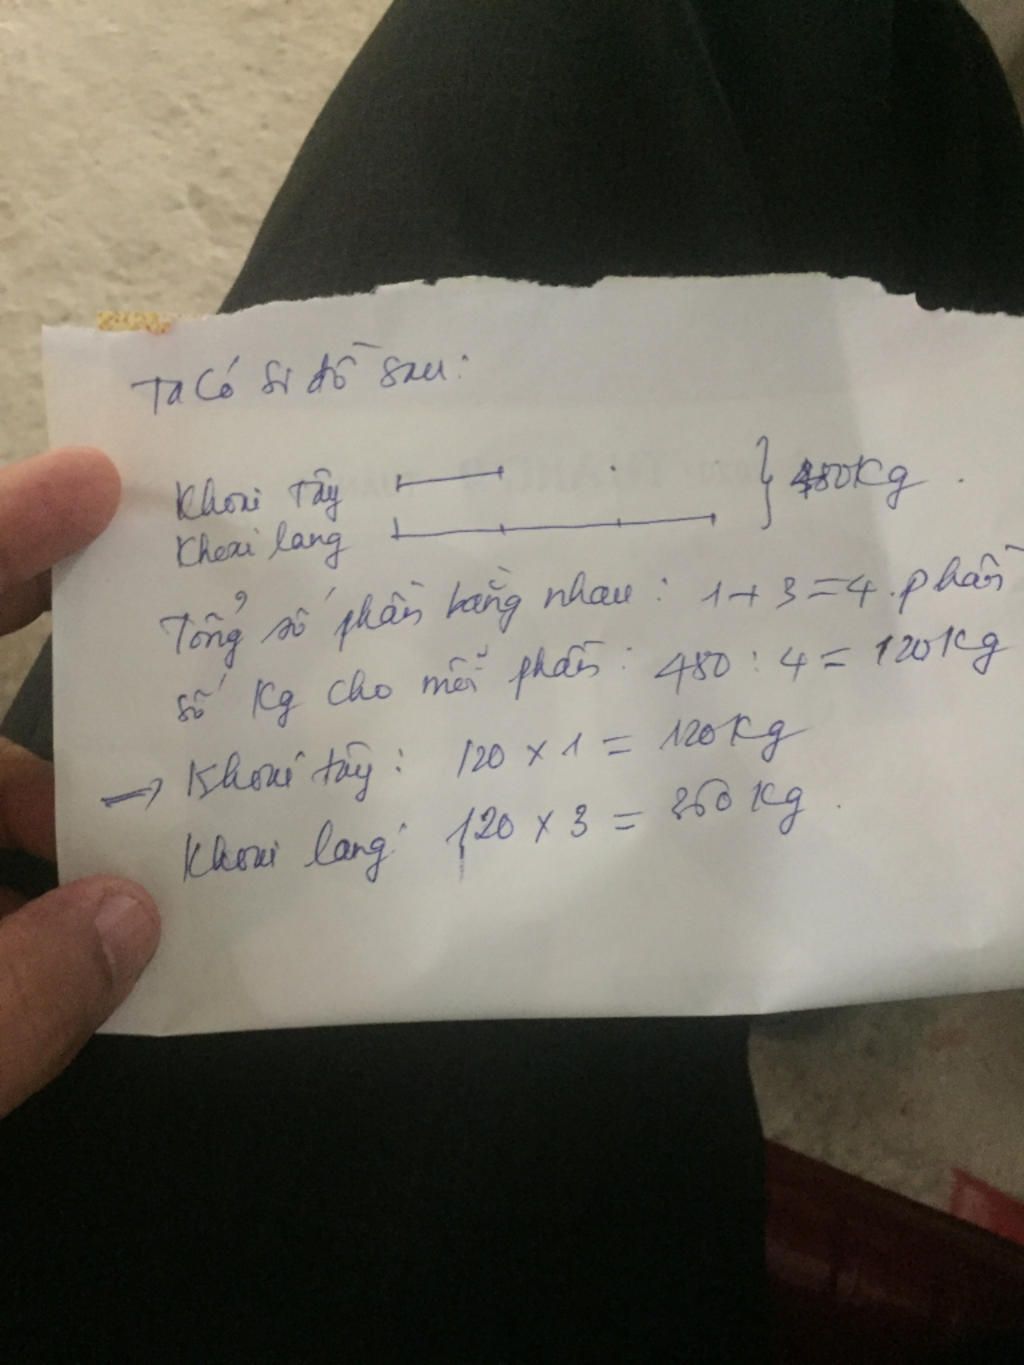 Ta có sơ đồ sau:
Khoai tây
480kg.
Khoai lang
Tổng số phần bằng nhau: 1+3=4.phần
Số kg cho mỗi phần: 480:4=120kg
→ Khoai tây: 120 x 1 = 120kg
Khoai lang: 120 x 3 = 360kg.